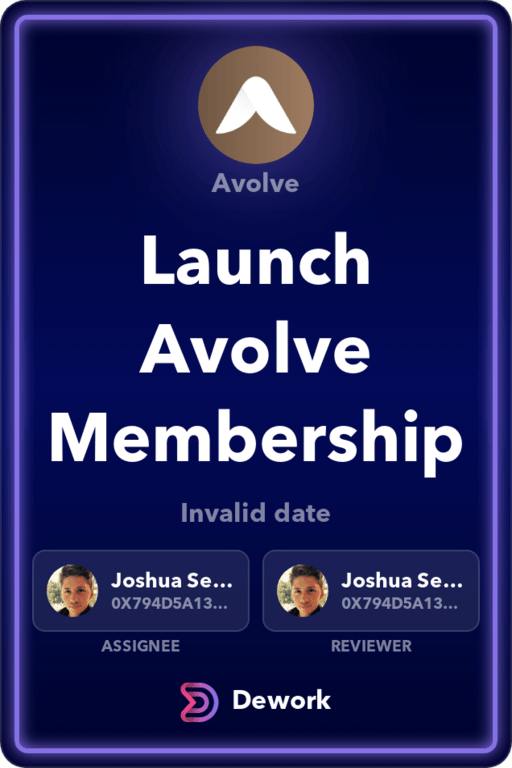 Avolve
Launch
Avolve
Membership
Invalid date
Joshua Se...
0X794D5A13...
Joshua Se...
0X794D5A13...
ASSIGNEE
REVIEWER
Dework